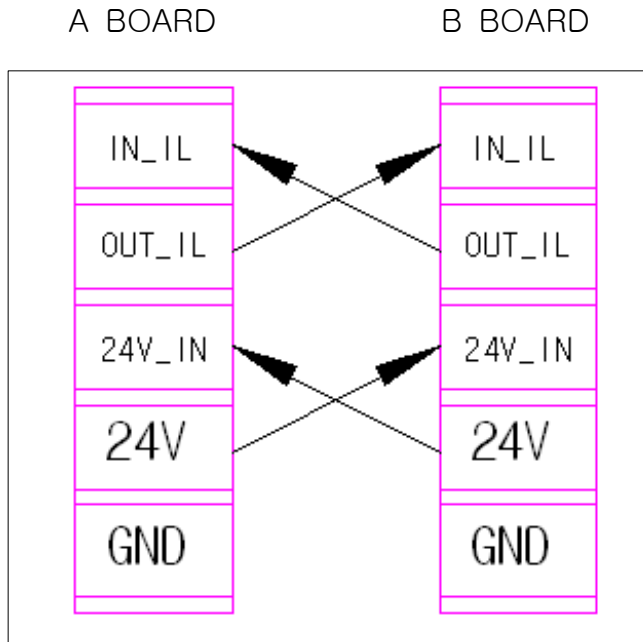 A BOARD
B BOARD
IN_IL
IN_IL
OUT_IL
OUT_IL
24V_IN
24V_IN
24V
24V
GND
GND